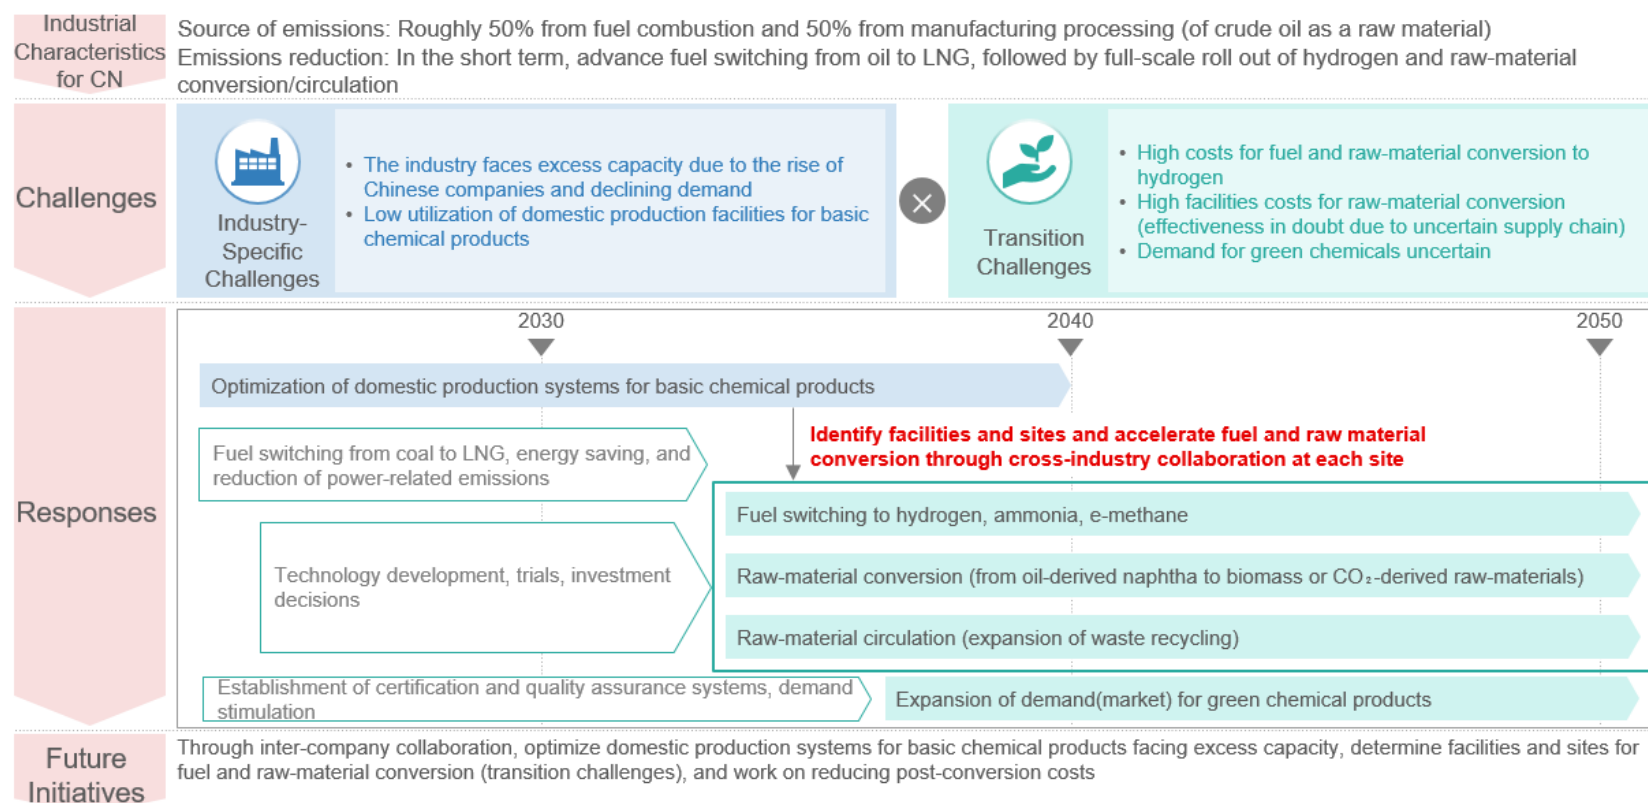 Industrial
Characteristics
for CN
Source of emissions: Roughly 50% from fuel combustion and 50% from manufacturing processing (of crude oil as a raw material)
Emissions reduction: In the short term, advance fuel switching from oil to LNG, followed by full-scale roll out of hydrogen and raw-material
conversion/circulation
Challenges
Industry-
Specific
Challenges
• The industry faces excess capacity due to the rise of
Chinese companies and declining demand
• Low utilization of domestic production facilities for basic
chemical products
Transition
Challenges
• High costs for fuel and raw-material conversion to
hydrogen
• High facilities costs for raw-material conversion
(effectiveness in doubt due to uncertain supply chain)
• Demand for green chemicals uncertain
Responses
2030
2040
2050
Optimization of domestic production systems for basic chemical products
Identify facilities and sites and accelerate fuel and raw material
conversion through cross-industry collaboration at each site
Fuel switching from coal to LNG, energy saving, and
reduction of power-related emissions
Technology development, trials, investment
decisions
Fuel switching to hydrogen, ammonia, e-methane
Raw-material conversion (from oil-derived naphtha to biomass or CO₂-derived raw-materials)
Raw-material circulation (expansion of waste recycling)
Establishment of certification and quality assurance systems, demand
stimulation
Expansion of demand(market) for green chemical products
Future
Initiatives
Through inter-company collaboration, optimize domestic production systems for basic chemical products facing excess capacity, determine facilities and sites for
fuel and raw-material conversion (transition challenges), and work on reducing post-conversion costs